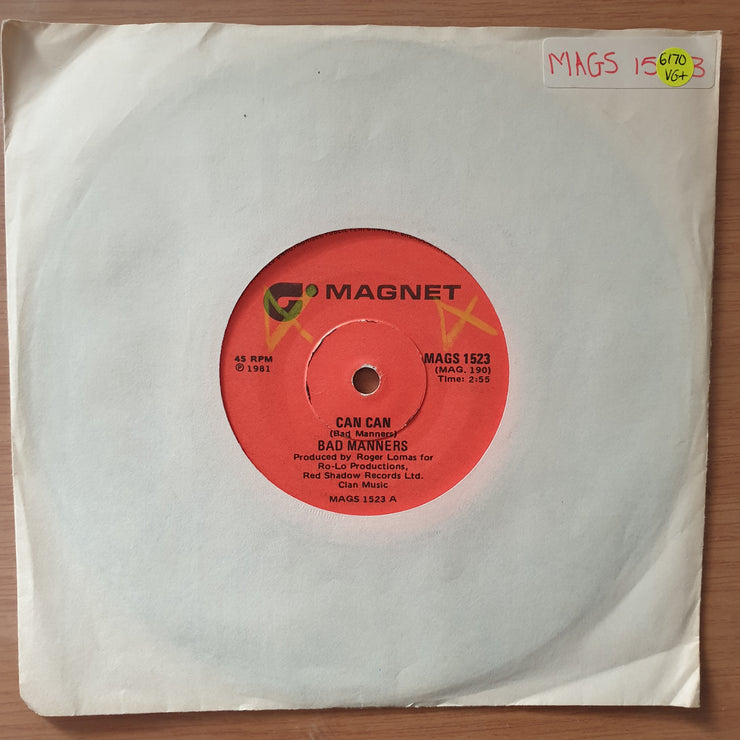 MAGS 15 3
6170
VG+
MAGNET
45 RPM
℗ 1981
MAGS 1523
(MAG. 190)
Time: 2:55
CAN CAN
(Bad Manners)
BAD MANNERS
Produced by Roger Lomas for
Ro-Lo Productions,
Red Shadow Records Ltd.
Clan Music
MAGS 1523 A